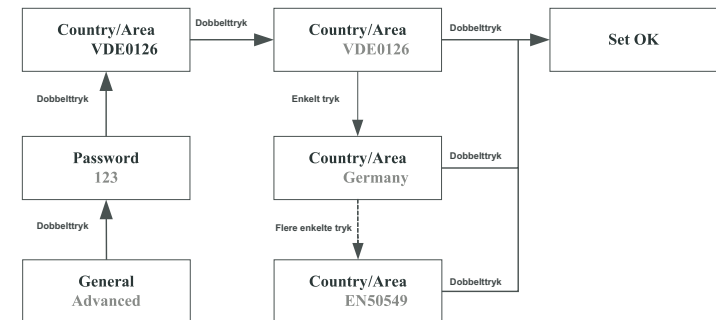 Country/Area
VDE0126
Dobbelttryk
Country/Area
VDE0126
Dobbelttryk
Set OK
Dobbelttryk
Enkelt tryk
Password
123
Country/Area
Germany
Dobbelttryk
Dobbelttryk
Flere enkelte tryk
General
Advanced
Country/Area
EN50549
Dobbelttryk